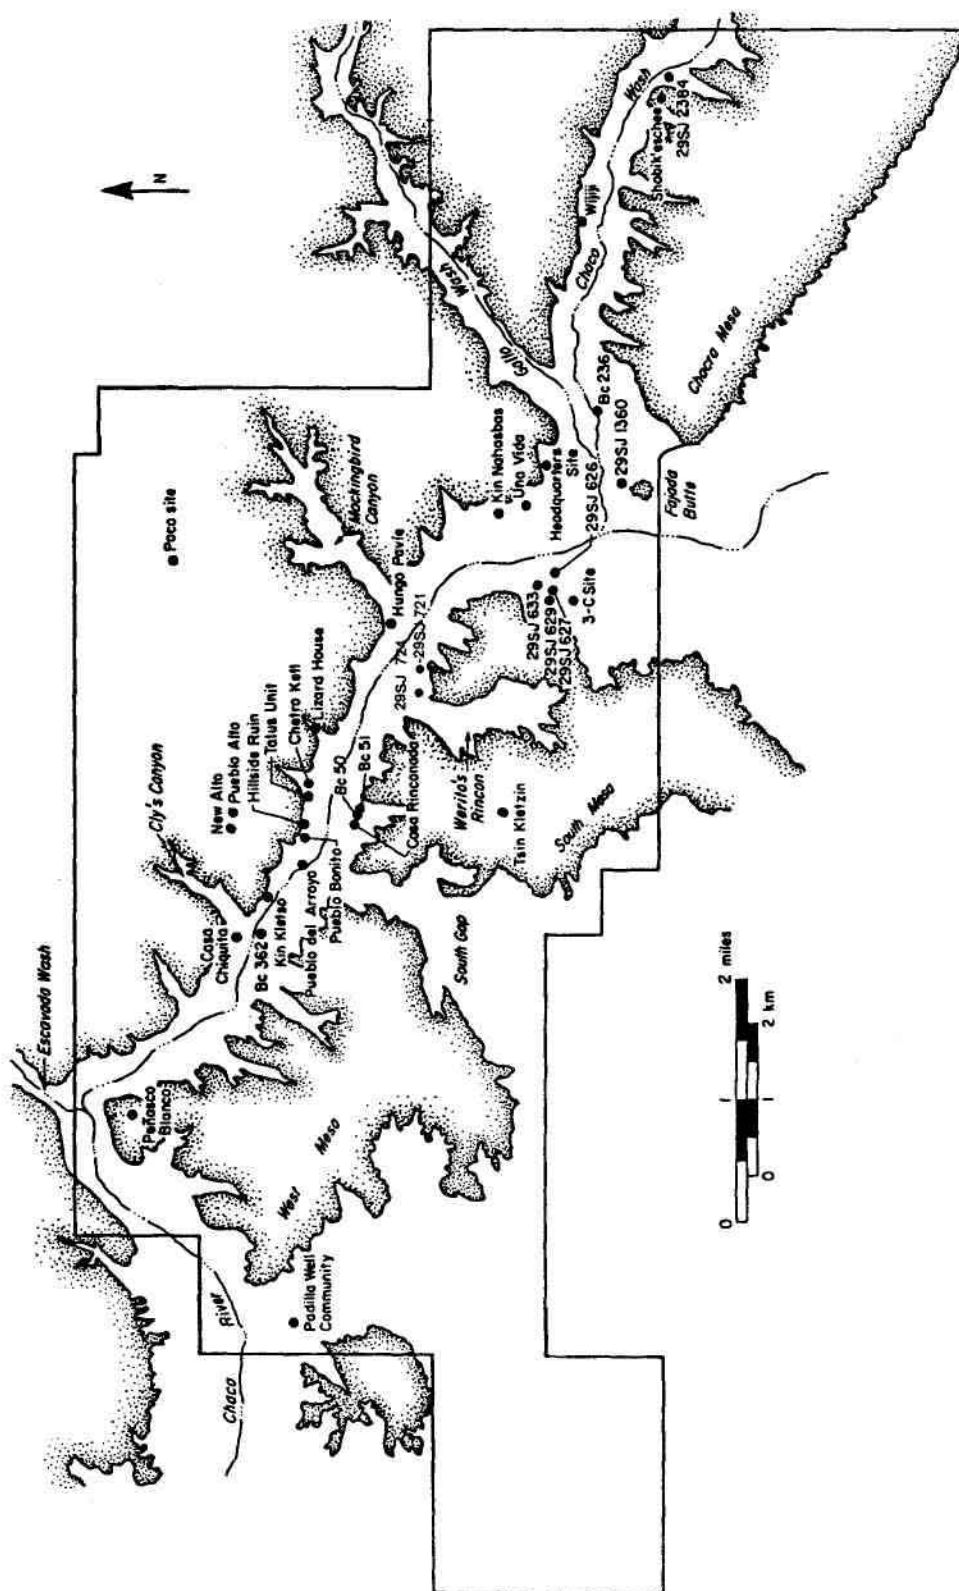 Escavada Wash
N
Cly's Canyon
New Alto
Pueblo Alto
Hillside Ruin
Talus Unit
Chetro Ketl
Lizard House
Paco site
Mockingbird
Canyon
Gallo
Wash
Peñasco
Blanco
Casa
Chiquita
Bc 362
Kin Kletso
Pueblo del Arroyo
Pueblo Bonito
Bc 50
Bc 51
Casa Rinconada
Hungo Pavie
29SJ 724
29SJ 721
Kin Nahasbas
Una Vida
Headquarters
Site
29SJ 626
Wijiji
Chaco
Wash
Shabik'eschee
29SJ 2384
Bc 236
29SJ 1360
Fajada
Butte
Chacra Mesa
29SJ 633
29SJ 629
29SJ 627
3-C Site
Werito's
Rincon
Tsin Kletzin
South Mesa
South Gap
West
Mesa
Chaco
River
Padilla Well
Community
0
1
2 miles
0
1
2 km